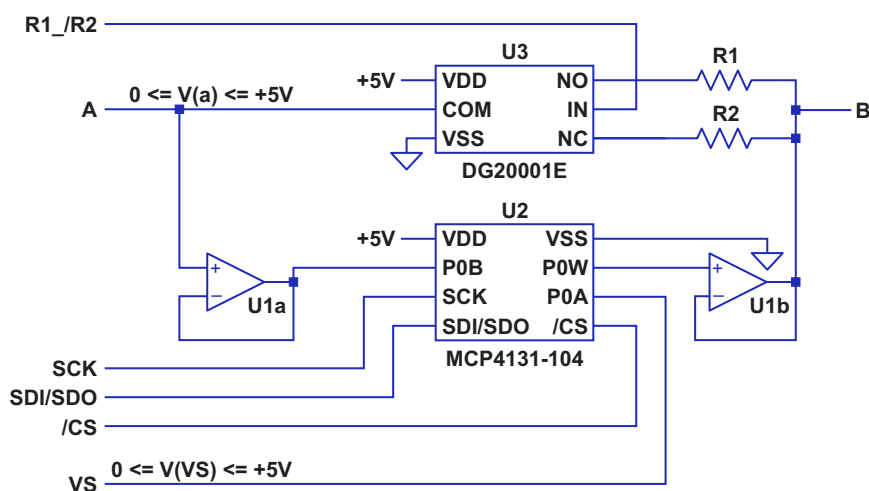 R1_/R2
U3
R1
+5V
VDD
NO
0 <= V(a) <= +5V
A
COM
IN
B
R2
VSS
NC
DG20001E
U2
+5V
VDD
VSS
+
P0B
P0W
+
−
U1a
SCK
P0A
−
U1b
SDI/SDO
/CS
MCP4131-104
SCK
SDI/SDO
/CS
0 <= V(VS) <= +5V
VS